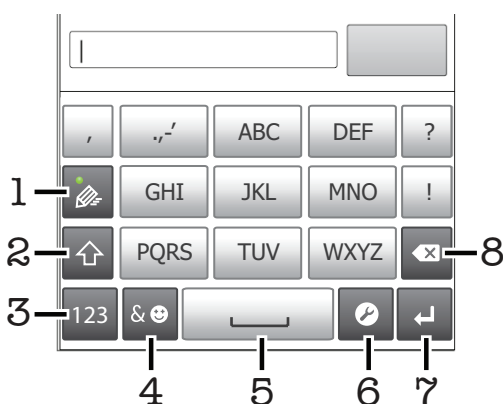 , .,-′ ABC DEF ?
1 GHI JKL MNO !
2 PQRS TUV WXYZ 8
3 123 &
4 5 6 7